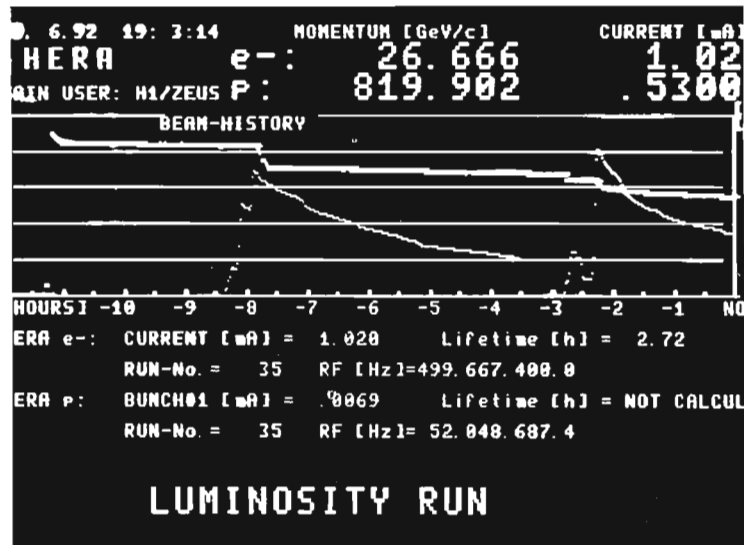 . 6.92 19: 3:14 MOMENTUM [GeV/c] CURRENT [mA]
HERA e-: 26.666 1.02
AIN USER: H1/ZEUS P: 819.902 .5300
BEAM-HISTORY
HOURS] -10 -9 -8 -7 -6 -5 -4 -3 -2 -1 NO
ERA e-: CURRENT [mA] = 1.020 Lifetime [h] = 2.72
RUN-No. = 35 RF [Hz]=499.667.400.0
ERA p: BUNCH#1 [mA] = .0069 Lifetime [h] = NOT CALCUL
RUN-No. = 35 RF [Hz]= 52.048.687.4
LUMINOSITY RUN